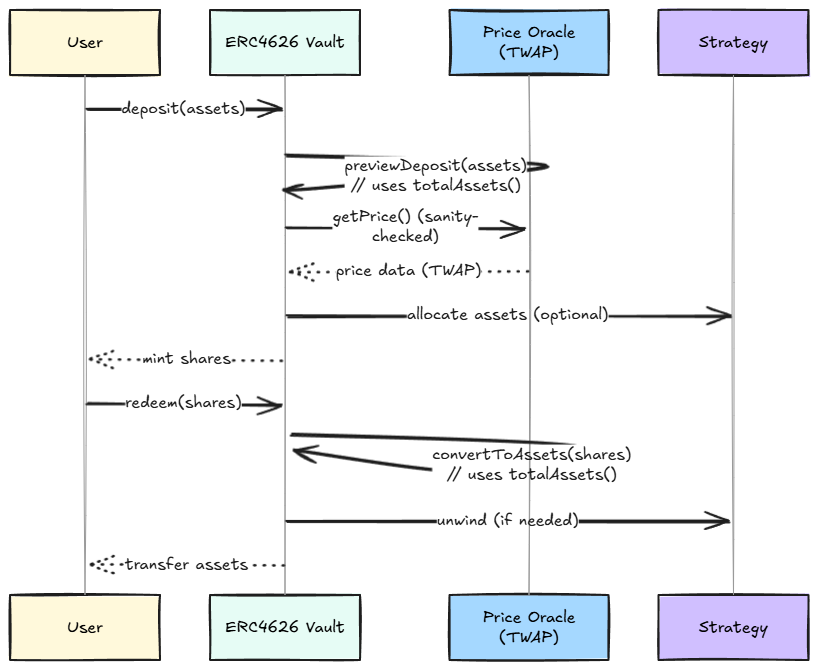 User
ERC4626 Vault
Price Oracle
(TWAP)
Strategy
deposit(assets)
previewDeposit(assets)
// uses totalAssets()
getPrice() (sanity-
checked)
price data (TWAP)
allocate assets (optional)
mint shares
redeem(shares)
convertToAssets(shares)
// uses totalAssets()
unwind (if needed)
transfer assets
User
ERC4626 Vault
Price Oracle
(TWAP)
Strategy